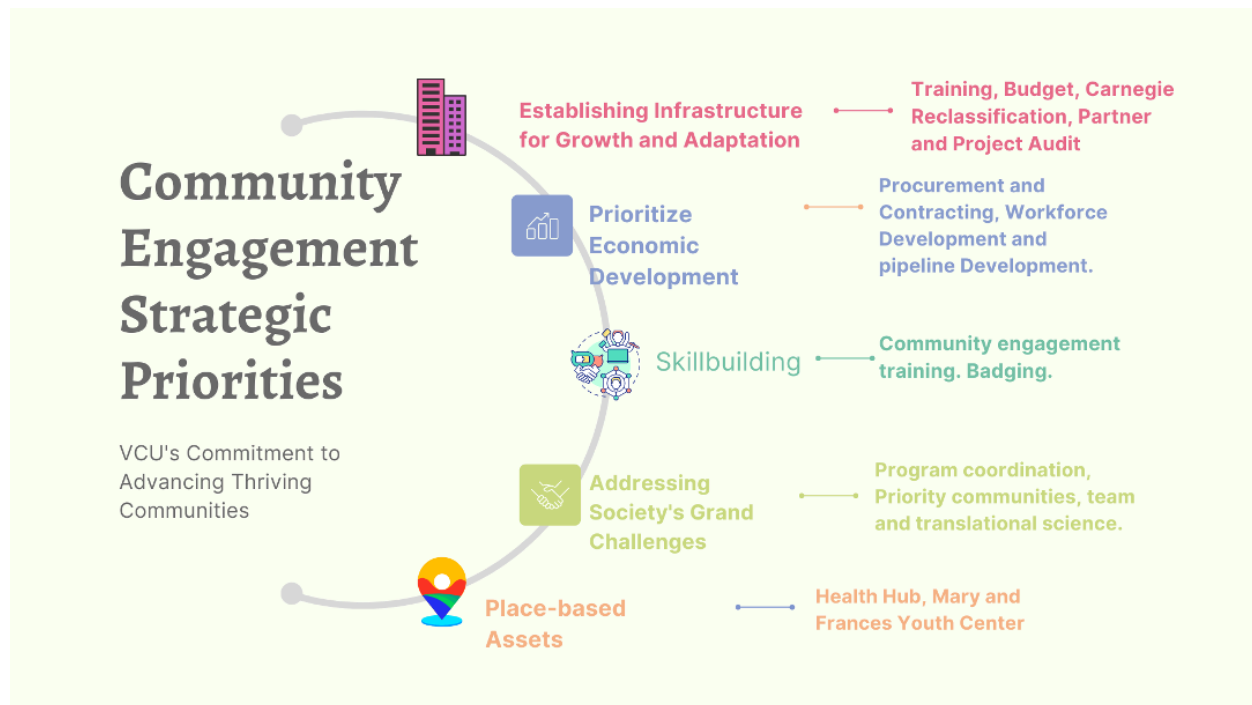 Community
Engagement
Strategic
Priorities
VCU's Commitment to
Advancing Thriving
Communities
Establishing Infrastructure
for Growth and Adaptation
Training, Budget, Carnegie
Reclassification, Partner
and Project Audit
Prioritize
Economic
Development
Procurement and
Contracting, Workforce
Development and
pipeline Development.
Skillbuilding
Community engagement
training. Badging.
Addressing
Society's Grand
Challenges
Program coordination,
Priority communities, team
and translational science.
Place-based
Assets
Health Hub, Mary and
Frances Youth Center